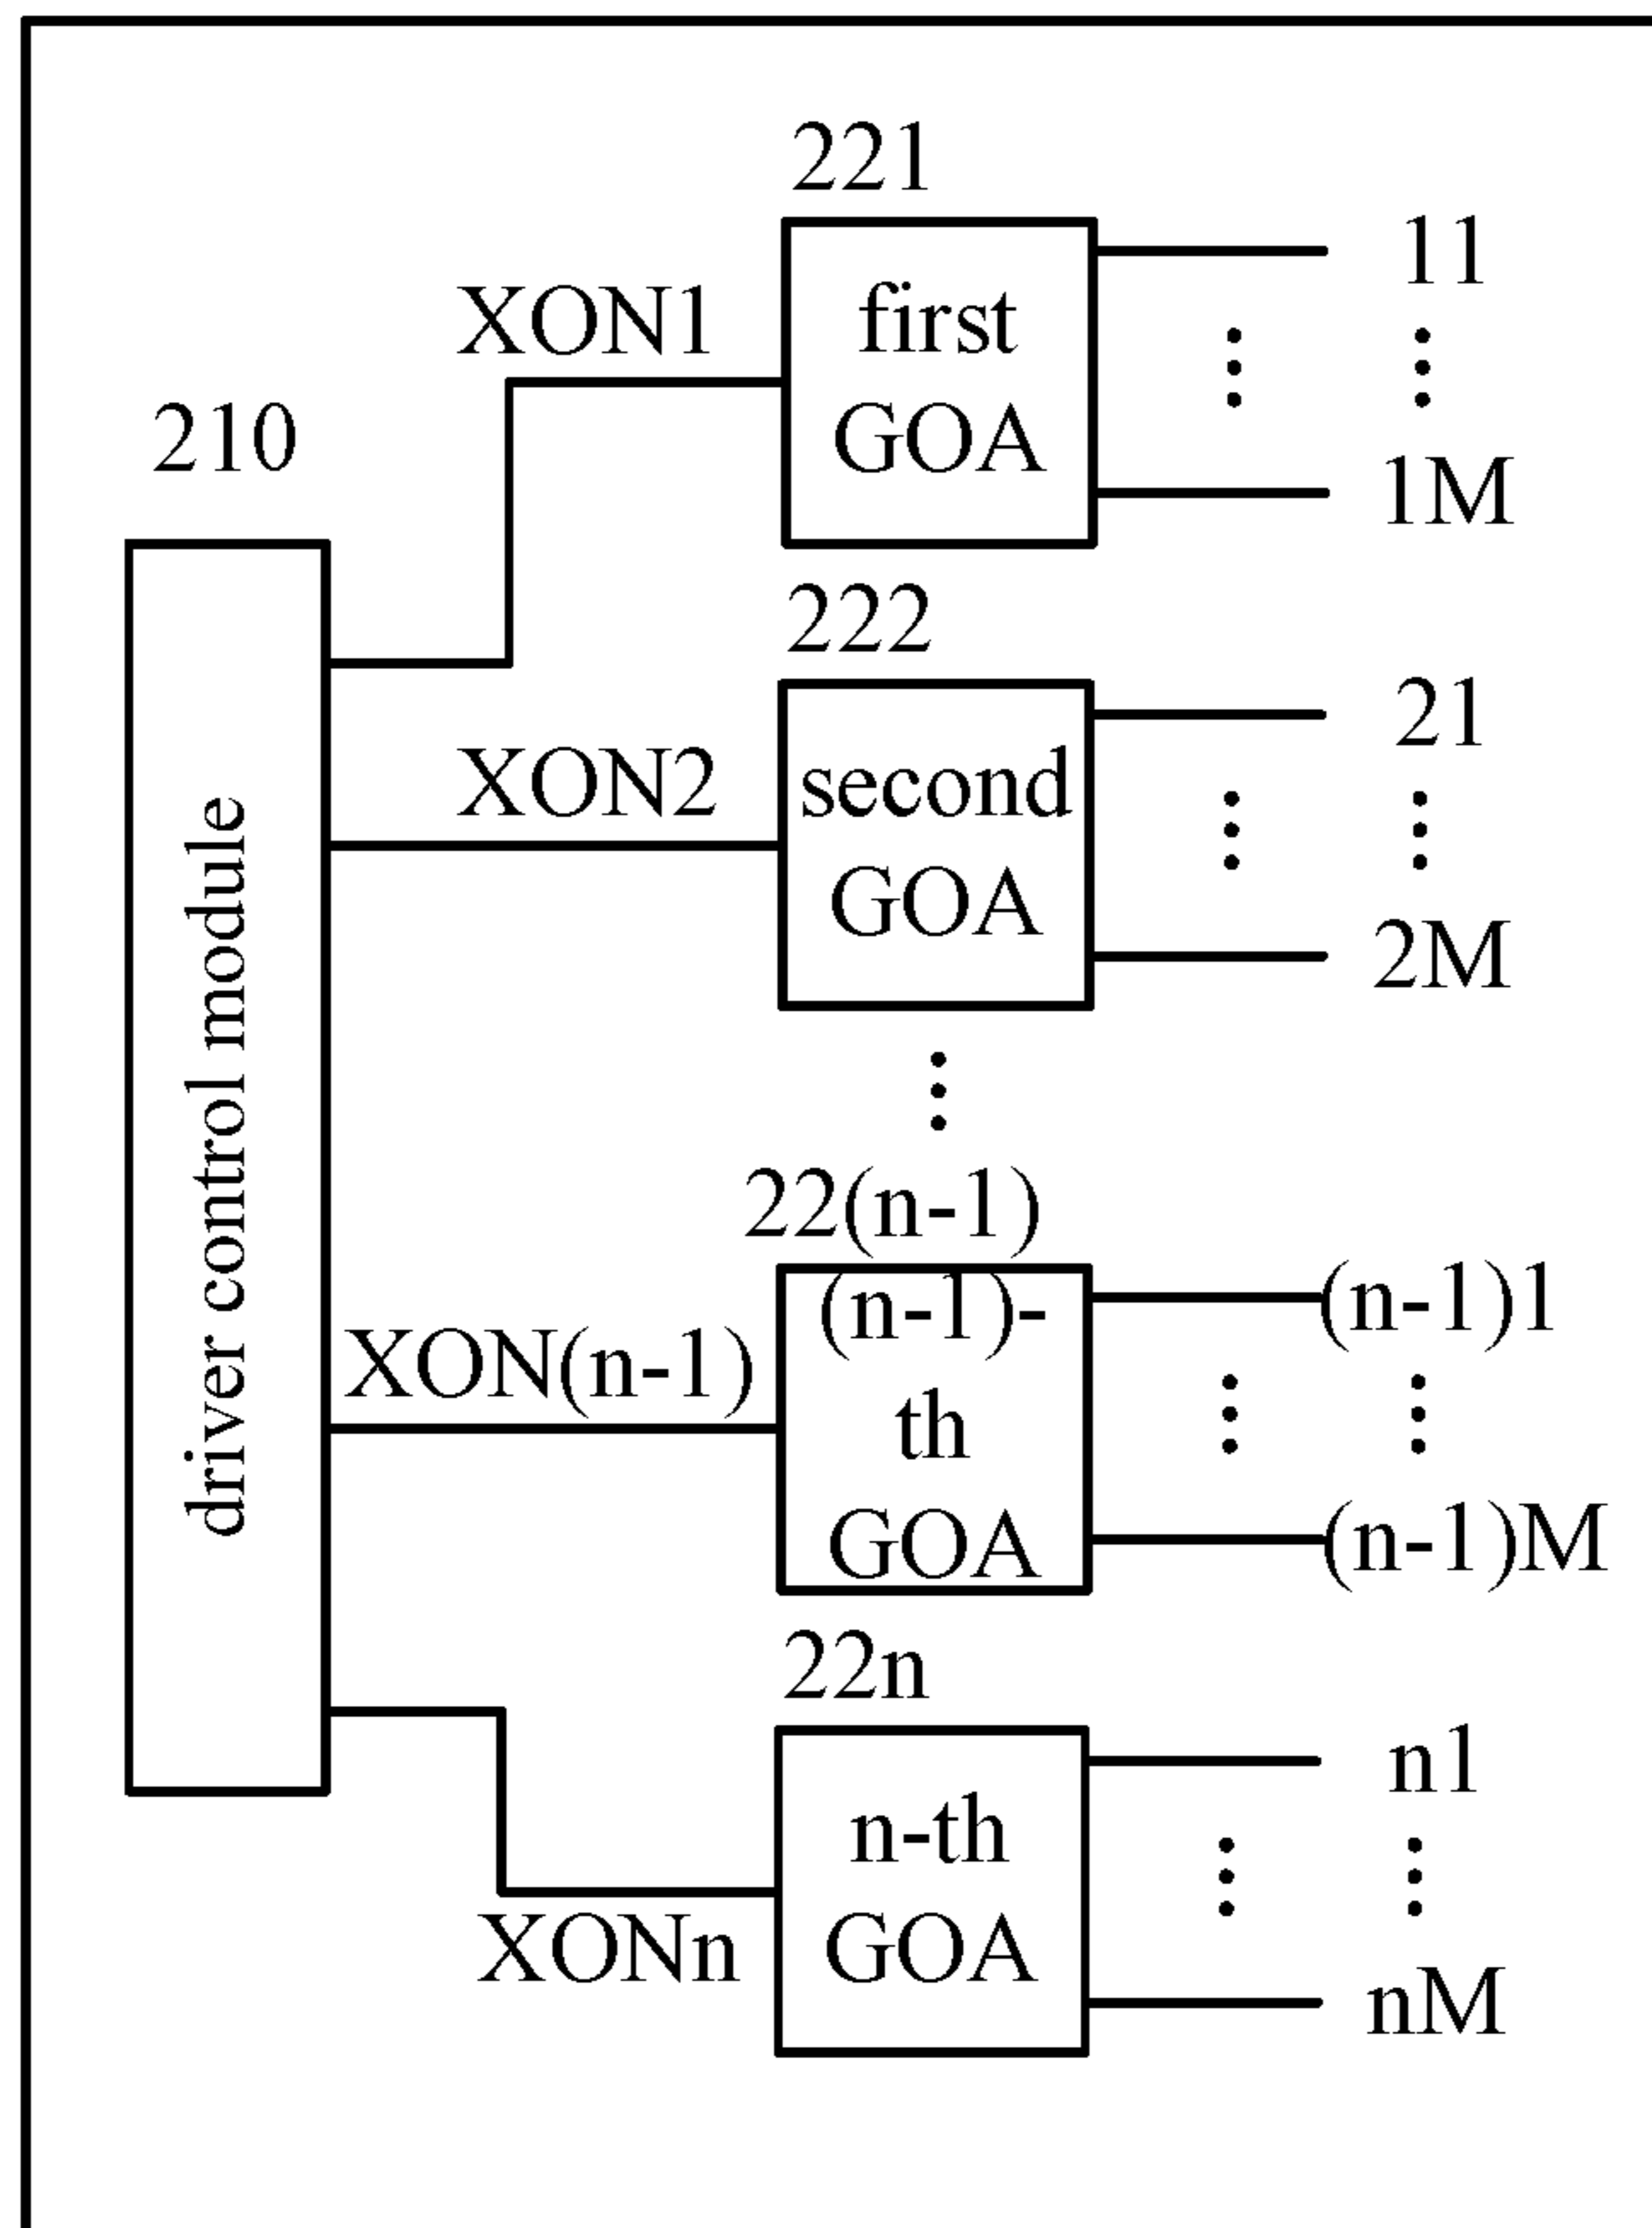 221
11
XON1
first
GOA
210
1M
222
21
XON2
second
GOA
2M
driver control module
22(n-1)
(n-1)-
th
GOA
(n-1)1
XON(n-1)
(n-1)M
22n
n1
n-th
GOA
XONn
nM